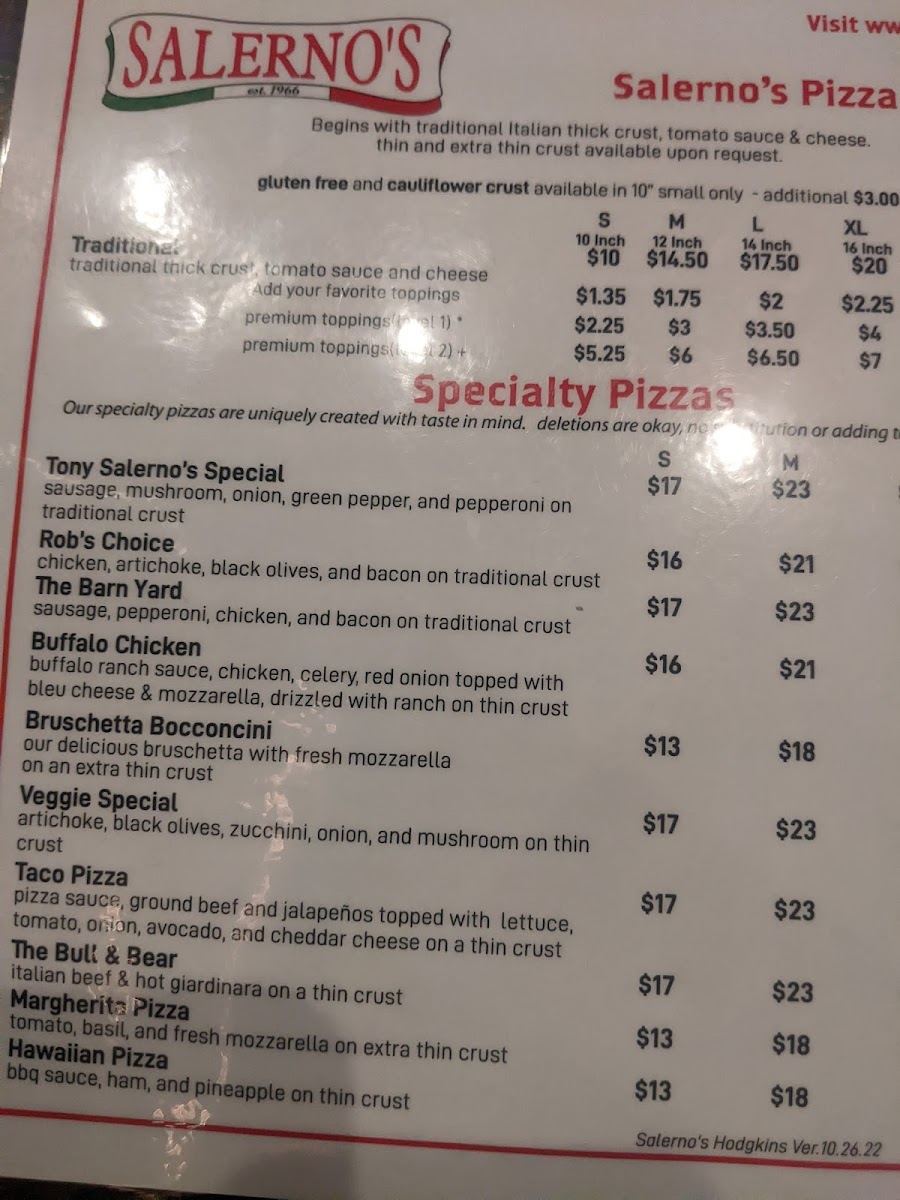 SALERNO'S
est. 1966
Visit ww
Salerno's Pizza
Begins with traditional Italian thick crust, tomato sauce & cheese.
thin and extra thin crust available upon request.
gluten free and cauliflower crust available in 10" small only - additional $3.00
S M L XL
10 Inch 12 Inch 14 Inch 16 Inch
Traditional $10 $14.50 $17.50 $20
traditional thick crust, tomato sauce and cheese
Add your favorite toppings $1.35 $1.75 $2 $2.25
premium toppings(level 1) * $2.25 $3 $3.50 $4
premium toppings(level 2) + $5.25 $6 $6.50 $7
Specialty Pizzas
Our specialty pizzas are uniquely created with taste in mind. deletions are okay, no substitution or adding t
S M
Tony Salerno's Special $17 $23
sausage, mushroom, onion, green pepper, and pepperoni on
traditional crust
Rob's Choice $16 $21
chicken, artichoke, black olives, and bacon on traditional crust
The Barn Yard $17 $23
sausage, pepperoni, chicken, and bacon on traditional crust
Buffalo Chicken $16 $21
buffalo ranch sauce, chicken, celery, red onion topped with
bleu cheese & mozzarella, drizzled with ranch on thin crust
Bruschetta Bocconcini $13 $18
our delicious bruschetta with fresh mozzarella
on an extra thin crust
Veggie Special $17 $23
artichoke, black olives, zucchini, onion, and mushroom on thin
crust
Taco Pizza $17 $23
pizza sauce, ground beef and jalapeños topped with lettuce,
tomato, onion, avocado, and cheddar cheese on a thin crust
The Bull & Bear $17 $23
italian beef & hot giardinara on a thin crust
Margherita Pizza $13 $18
tomato, basil, and fresh mozzarella on extra thin crust
Hawaiian Pizza $13 $18
bbq sauce, ham, and pineapple on thin crust
Salerno's Hodgkins Ver.10.26.22